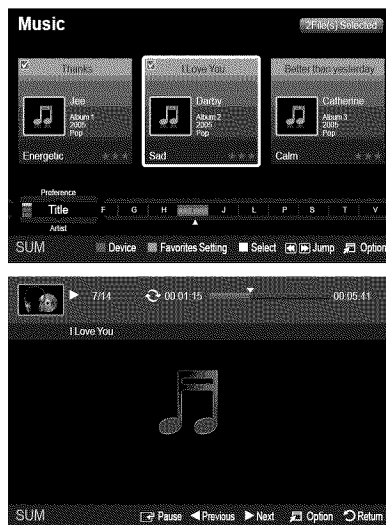 Music
2File(s) Selected
Thanks
I Love You
Better than yesterday
Jee
Album 1
2005
Pop
Darby
Album 2
2005
Pop
Catherine
Album 3
2005
Pop
Energetic
Sad
Calm
Preference
Title F G H J L P S T V
Artist
SUM Device Favorites Setting Select Jump Option
7/14 00:01:15 00:05:41
I Love You
SUM Pause Previous Next Option Return